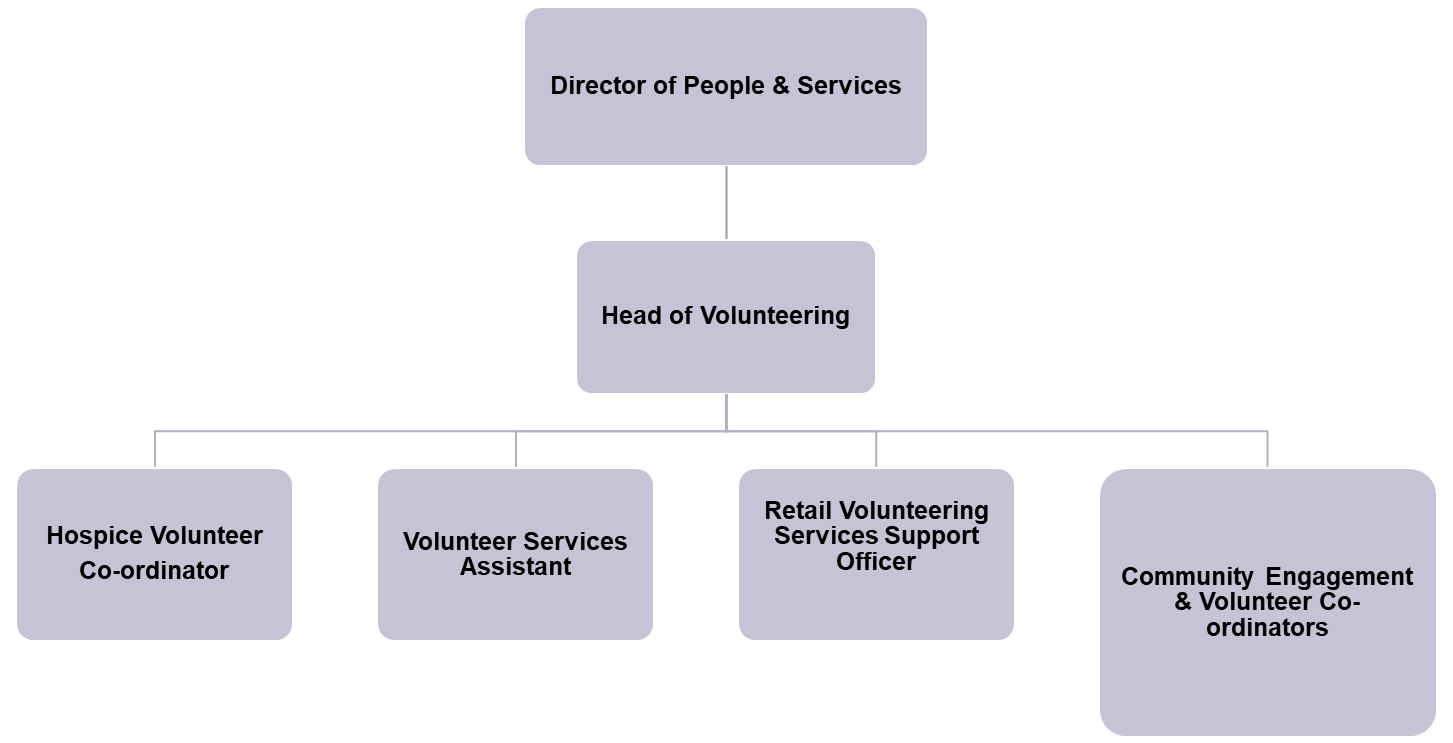 Director of People & Services
Head of Volunteering
Hospice Volunteer
Co-ordinator
Volunteer Services
Assistant
Retail Volunteering
Services Support
Officer
Community  Engagement
& Volunteer Co-
ordinators